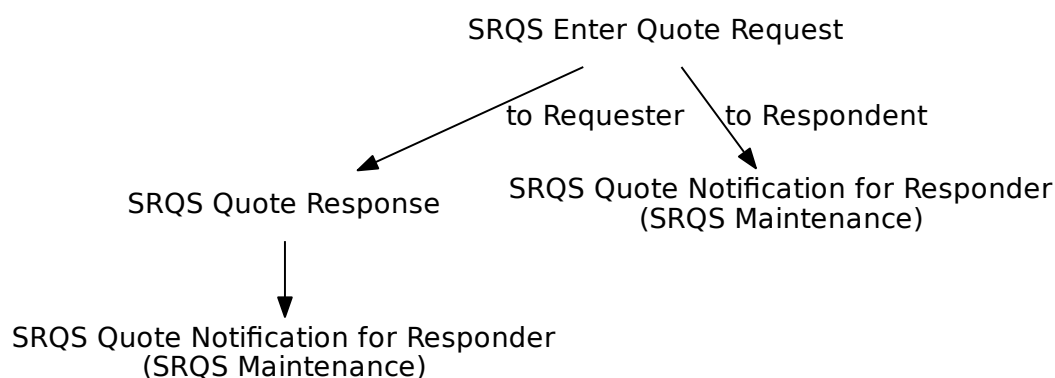 SRQS Enter Quote Request
to Requester
to Respondent
SRQS Quote Response
SRQS Quote Notification for Responder
(SRQS Maintenance)
SRQS Quote Notification for Responder
(SRQS Maintenance)